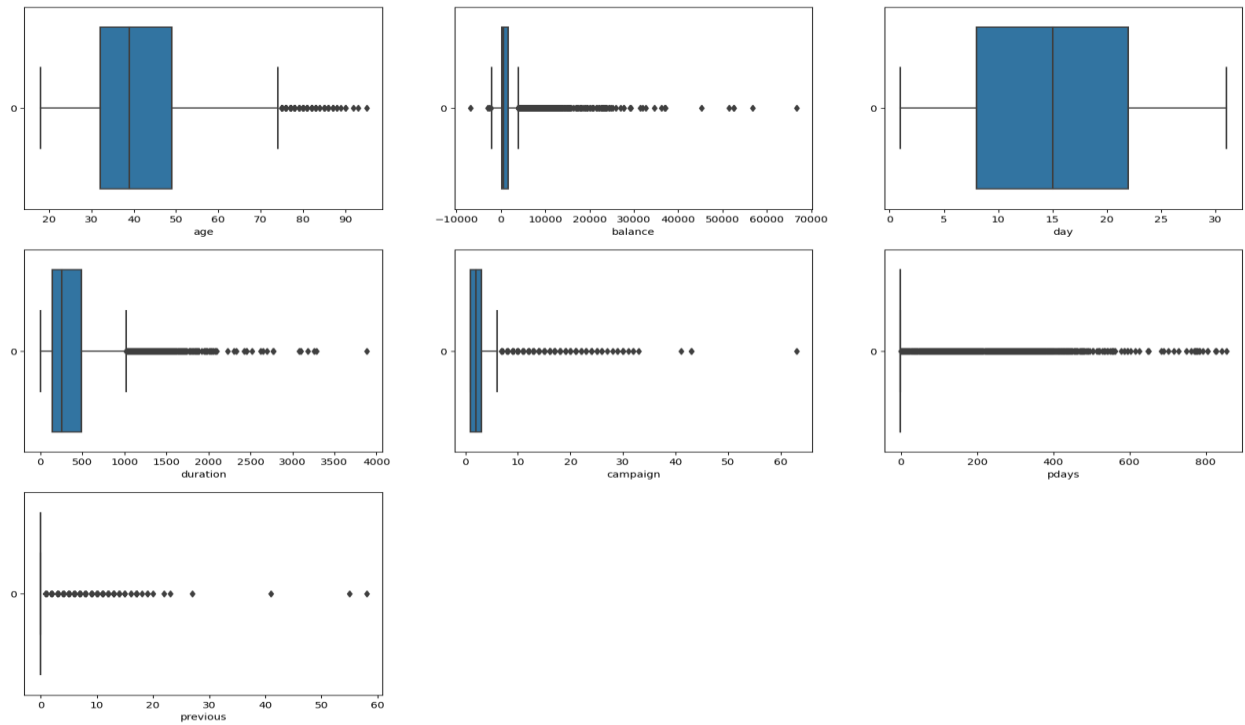 0
20 30 40 50 60 70 80 90
age
0
−10000 0 10000 20000 30000 40000 50000 60000 70000
balance
0
0 5 10 15 20 25 30
day
0
0 500 1000 1500 2000 2500 3000 3500 4000
duration
0
0 10 20 30 40 50 60
campaign
0
0 200 400 600 800
pdays
0
0 10 20 30 40 50 60
previous